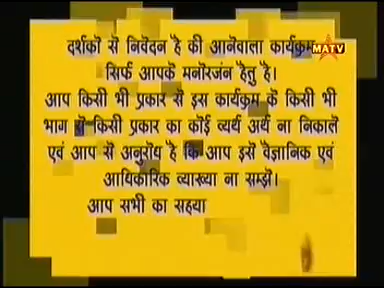 MATV
दर्शकों से निवेदन है की आनेवाला कार्यक्रम
सिर्फ आपके मनोरजंन हेतु है।
आप किसी भी प्रकार से इस कार्यक्रम के किसी भी
भाग से किसी प्रकार का कोई व्यर्थ अर्थ ना निकाले
एवं आप से अनुरोध है कि आप इसे वैज्ञानिक एवं
आधिकारिक व्याख्या ना समझे।
आप सभी का सहया